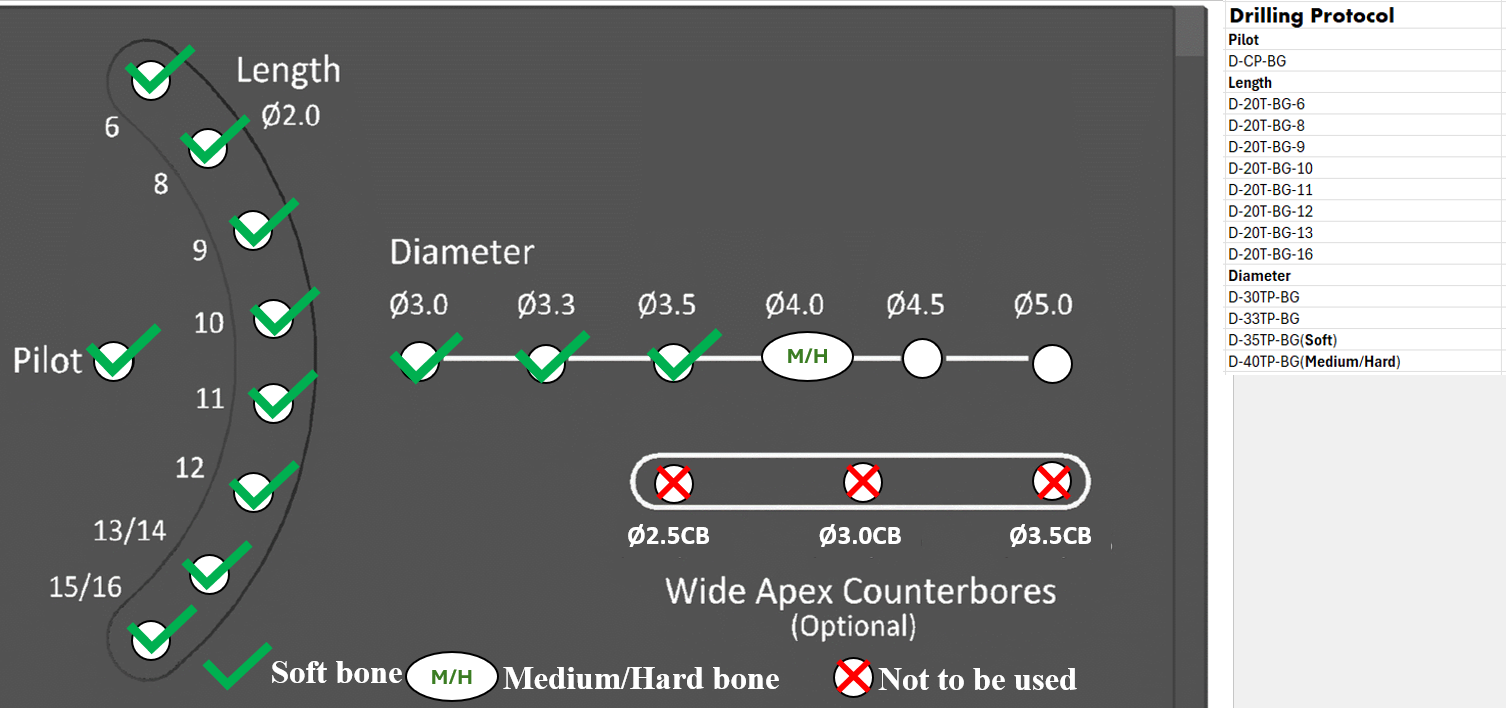 Length
Ø2.0
6
8
9
10
Pilot
11
12
13/14
15/16
Diameter
Ø3.0 Ø3.3 Ø3.5 Ø4.0 Ø4.5 Ø5.0
M/H
Ø2.5CB Ø3.0CB Ø3.5CB
Wide Apex Counterbores
(Optional)
Soft bone M/H Medium/Hard bone Not to be used
Drilling Protocol
Pilot
D-CP-BG
Length
D-20T-BG-6
D-20T-BG-8
D-20T-BG-9
D-20T-BG-10
D-20T-BG-11
D-20T-BG-12
D-20T-BG-13
D-20T-BG-16
Diameter
D-30TP-BG
D-33TP-BG
D-35TP-BG(Soft)
D-40TP-BG(Medium/Hard)